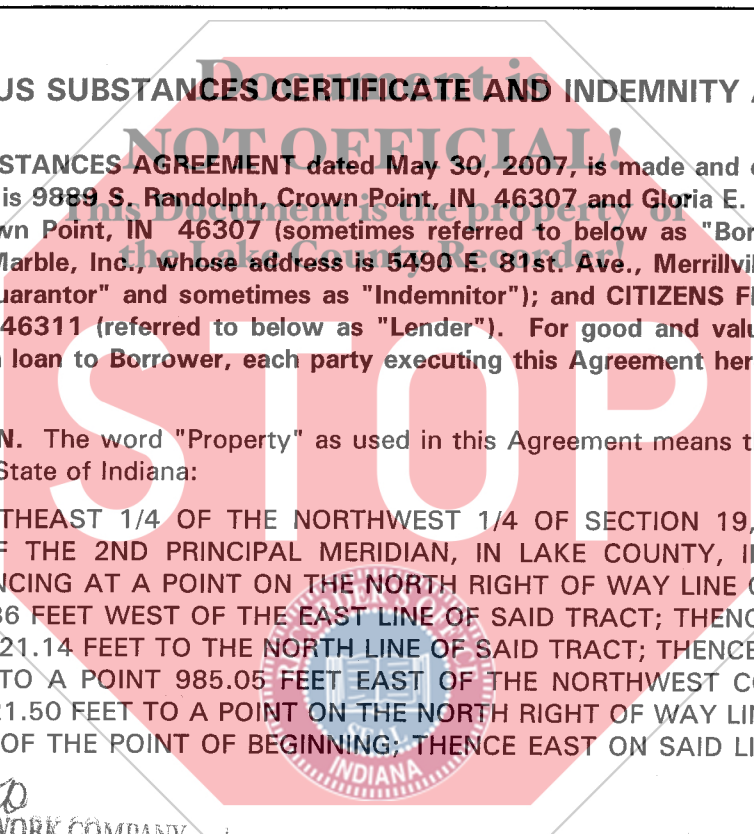 Document is
US SUBSTANCES CERTIFICATE AND INDEMNITY
NOT OFFICIAL!
STANCES AGREEMENT dated May 30, 2007, is made and
is 9889 S. Randolph, Crown Point, IN 46307 and Gloria E.
This Document is the property of
wn Point, IN 46307 (sometimes referred to below as "Bor
the Lake County Recorder!
Marble, Inc., whose address is 5490 E. 81st. Ave., Merrillvil
uarantor" and sometimes as "Indemnitor"); and CITIZENS F
46311 (referred to below as "Lender"). For good and valu
loan to Borrower, each party executing this Agreement her
STOP
N. The word "Property" as used in this Agreement means t
State of Indiana:
THEAST 1/4 OF THE NORTHWEST 1/4 OF SECTION 19,
F THE 2ND PRINCIPAL MERIDIAN, IN LAKE COUNTY, I
NCING AT A POINT ON THE NORTH RIGHT OF WAY LINE
36 FEET WEST OF THE EAST LINE OF SAID TRACT; THENC
21.14 FEET TO THE NORTH LINE OF SAID TRACT; THENCE
TO A POINT 985.05 FEET EAST OF THE NORTHWEST CO
21.50 FEET TO A POINT ON THE NORTH RIGHT OF WAY LIN
OF THE POINT OF BEGINNING; THENCE EAST ON SAID LI
SEAL
INDIANA
WORK COMPANY